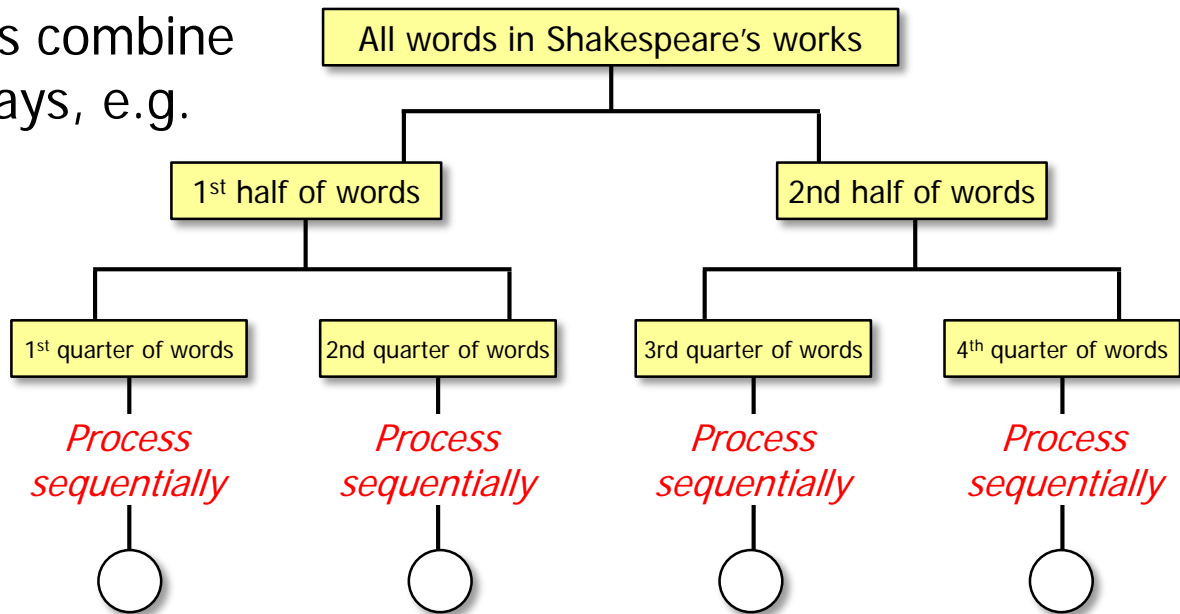 s combine
ays, e.g.
All words in Shakespeare's works
1st half of words
2nd half of words
1st quarter of words
2nd quarter of words
3rd quarter of words
4th quarter of words
Process
sequentially
Process
sequentially
Process
sequentially
Process
sequentially